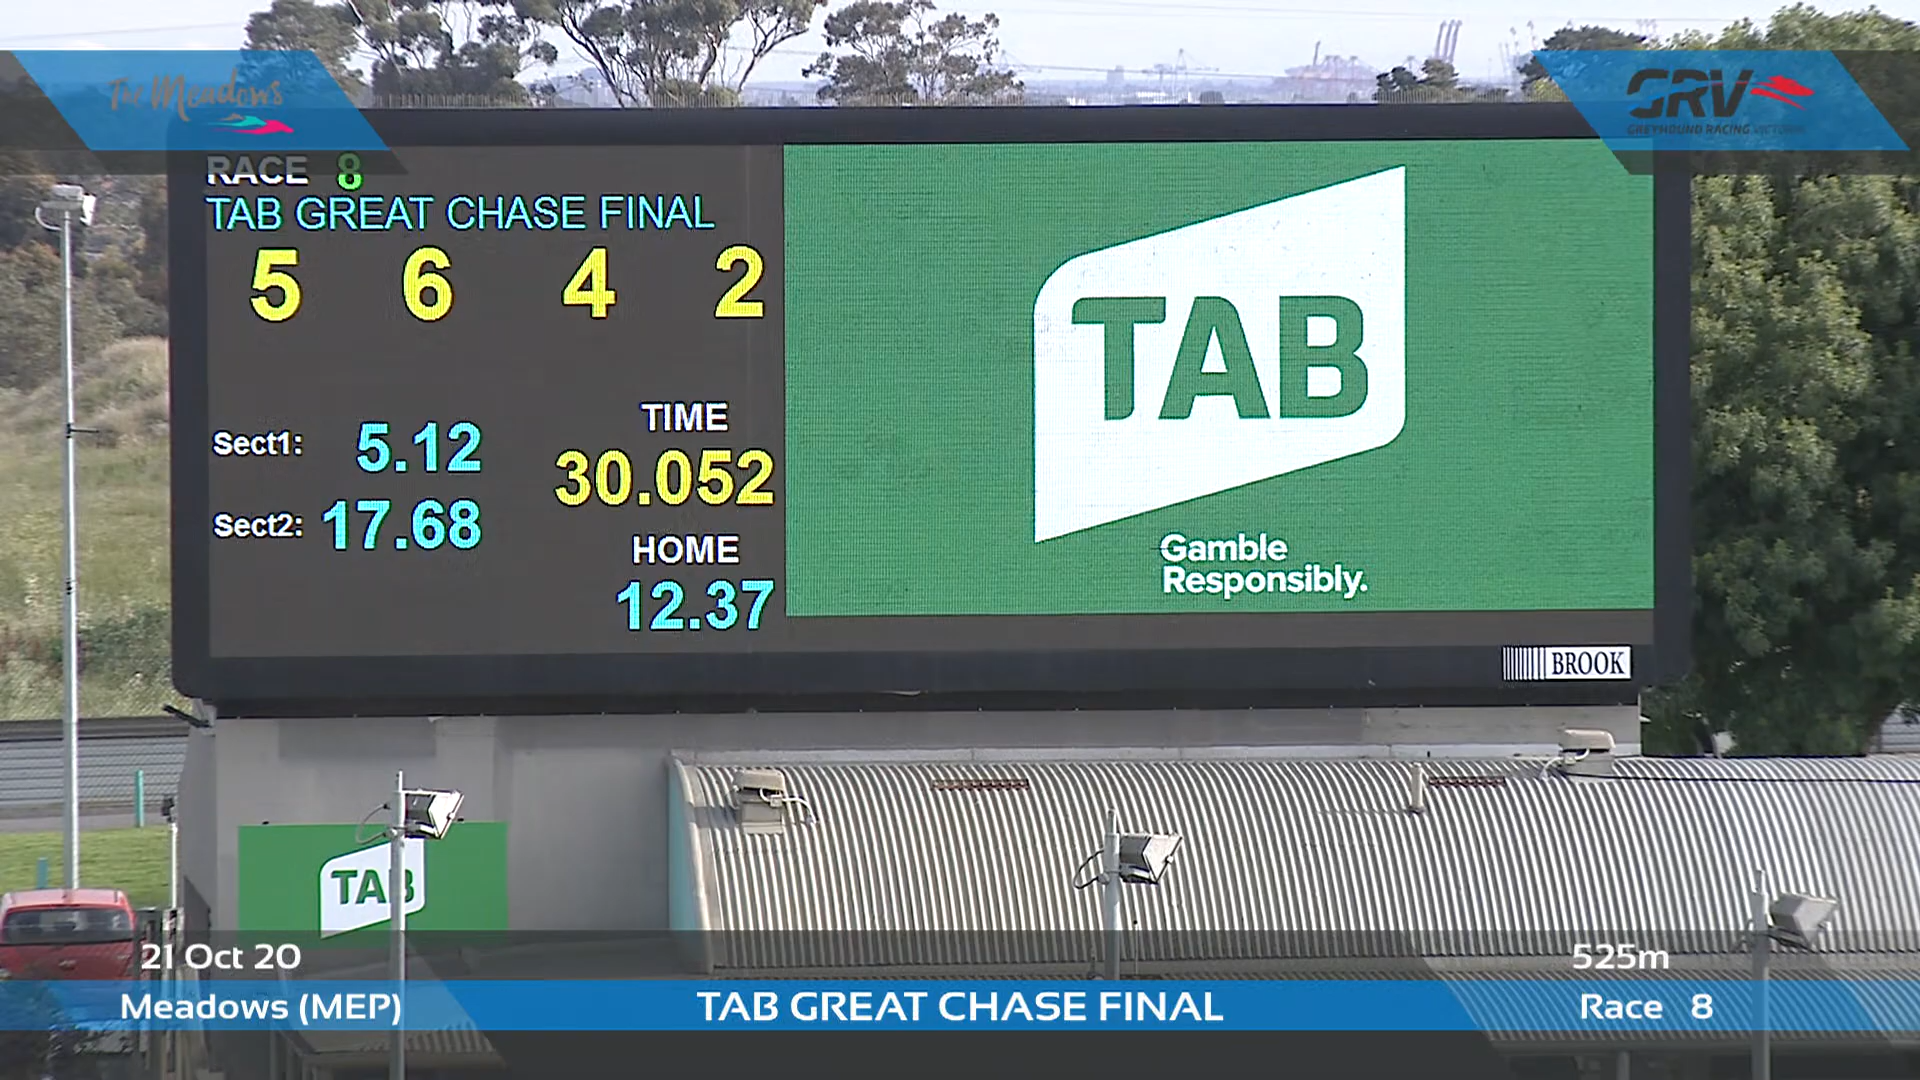 The Meadows
GRV
GREYHOUND RACING VICTORIA
RACE 8
TAB GREAT CHASE FINAL
5 6 4 2
TIME
Sect1: 5.12
30.052
Sect2: 17.68
HOME
12.37
TAB
Gamble
Responsibly.
BROOK
TAB
21 Oct 20
525m
Meadows (MEP)
TAB GREAT CHASE FINAL
Race 8